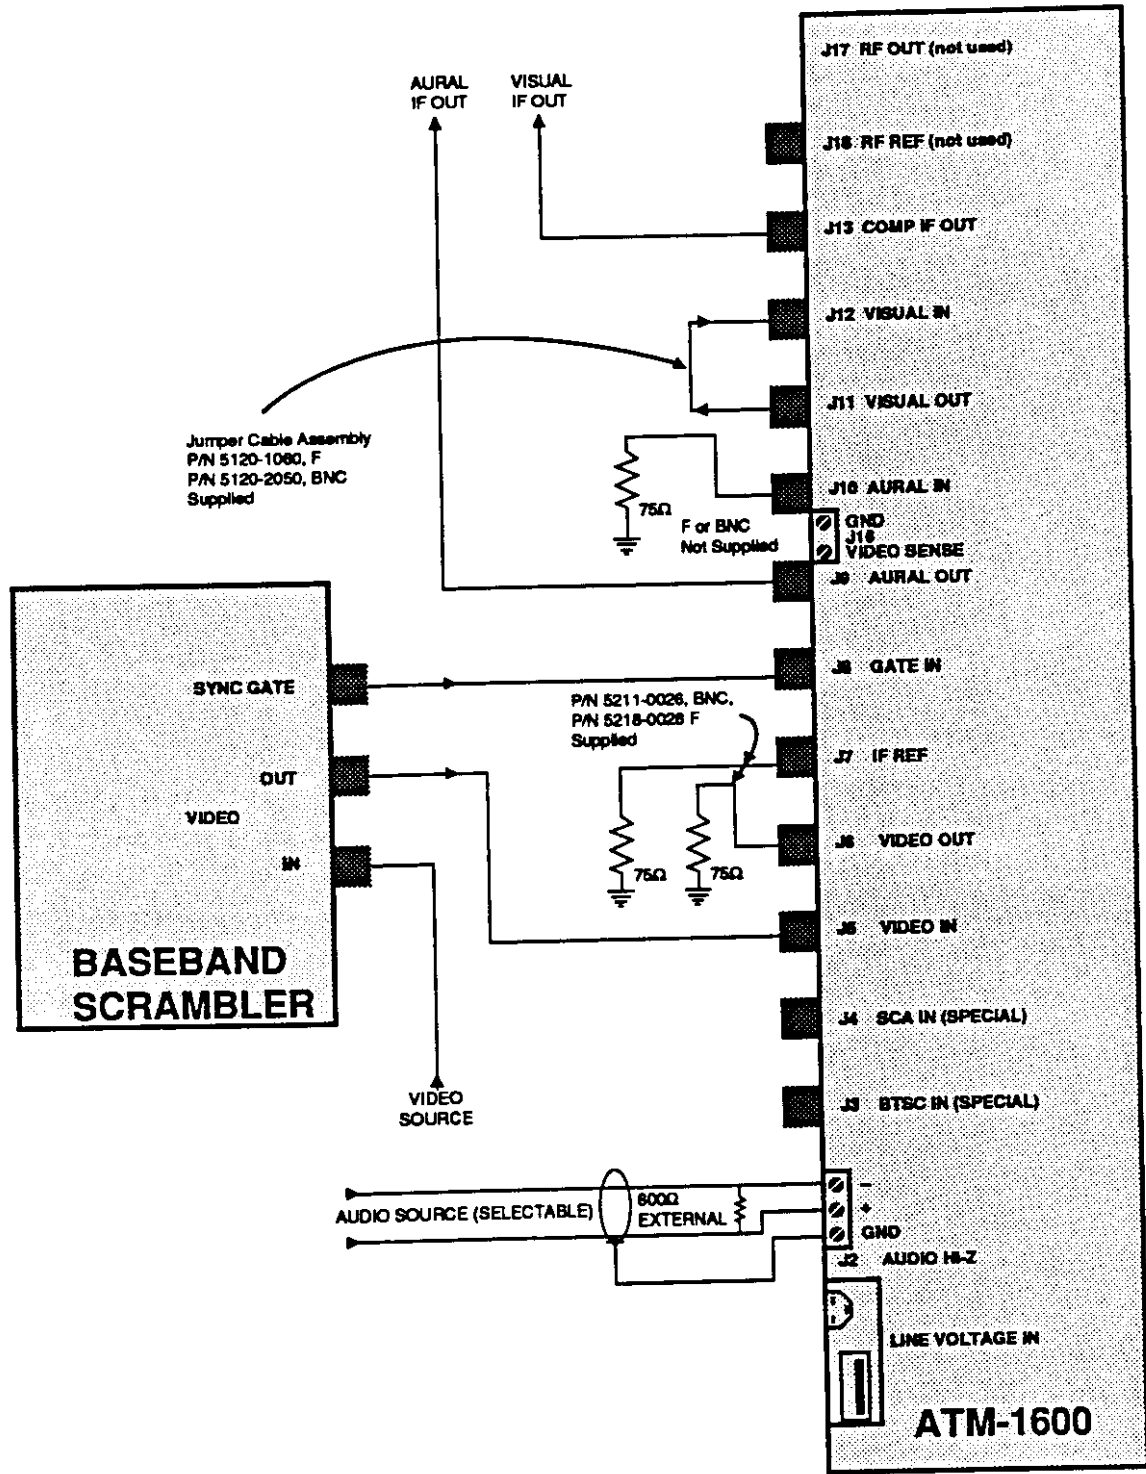 J17 RF OUT (not used)
AURAL
IF OUT
VISUAL
IF OUT
J18 RF REF (not used)
J13 COMP IF OUT
J12 VISUAL IN
J11 VISUAL OUT
Jumper Cable Assembly
P/N 5120-1060, F
P/N 5120-2050, BNC
Supplied
J10 AURAL IN
75Ω
F or BNC
Not Supplied
GND
J16
VIDEO SENSE
J9 AURAL OUT
SYNC GATE
J8 GATE IN
P/N 5211-0026, BNC,
P/N 5218-0028 F
Supplied
J7 IF REF
OUT
VIDEO
IN
J6 VIDEO OUT
75Ω
75Ω
J5 VIDEO IN
BASEBAND
SCRAMBLER
J4 SCA IN (SPECIAL)
VIDEO
SOURCE
J3 BTSC IN (SPECIAL)
–
+
GND
AUDIO SOURCE (SELECTABLE)
600Ω
EXTERNAL
J2 AUDIO HI-Z
LINE VOLTAGE IN
ATM-1600